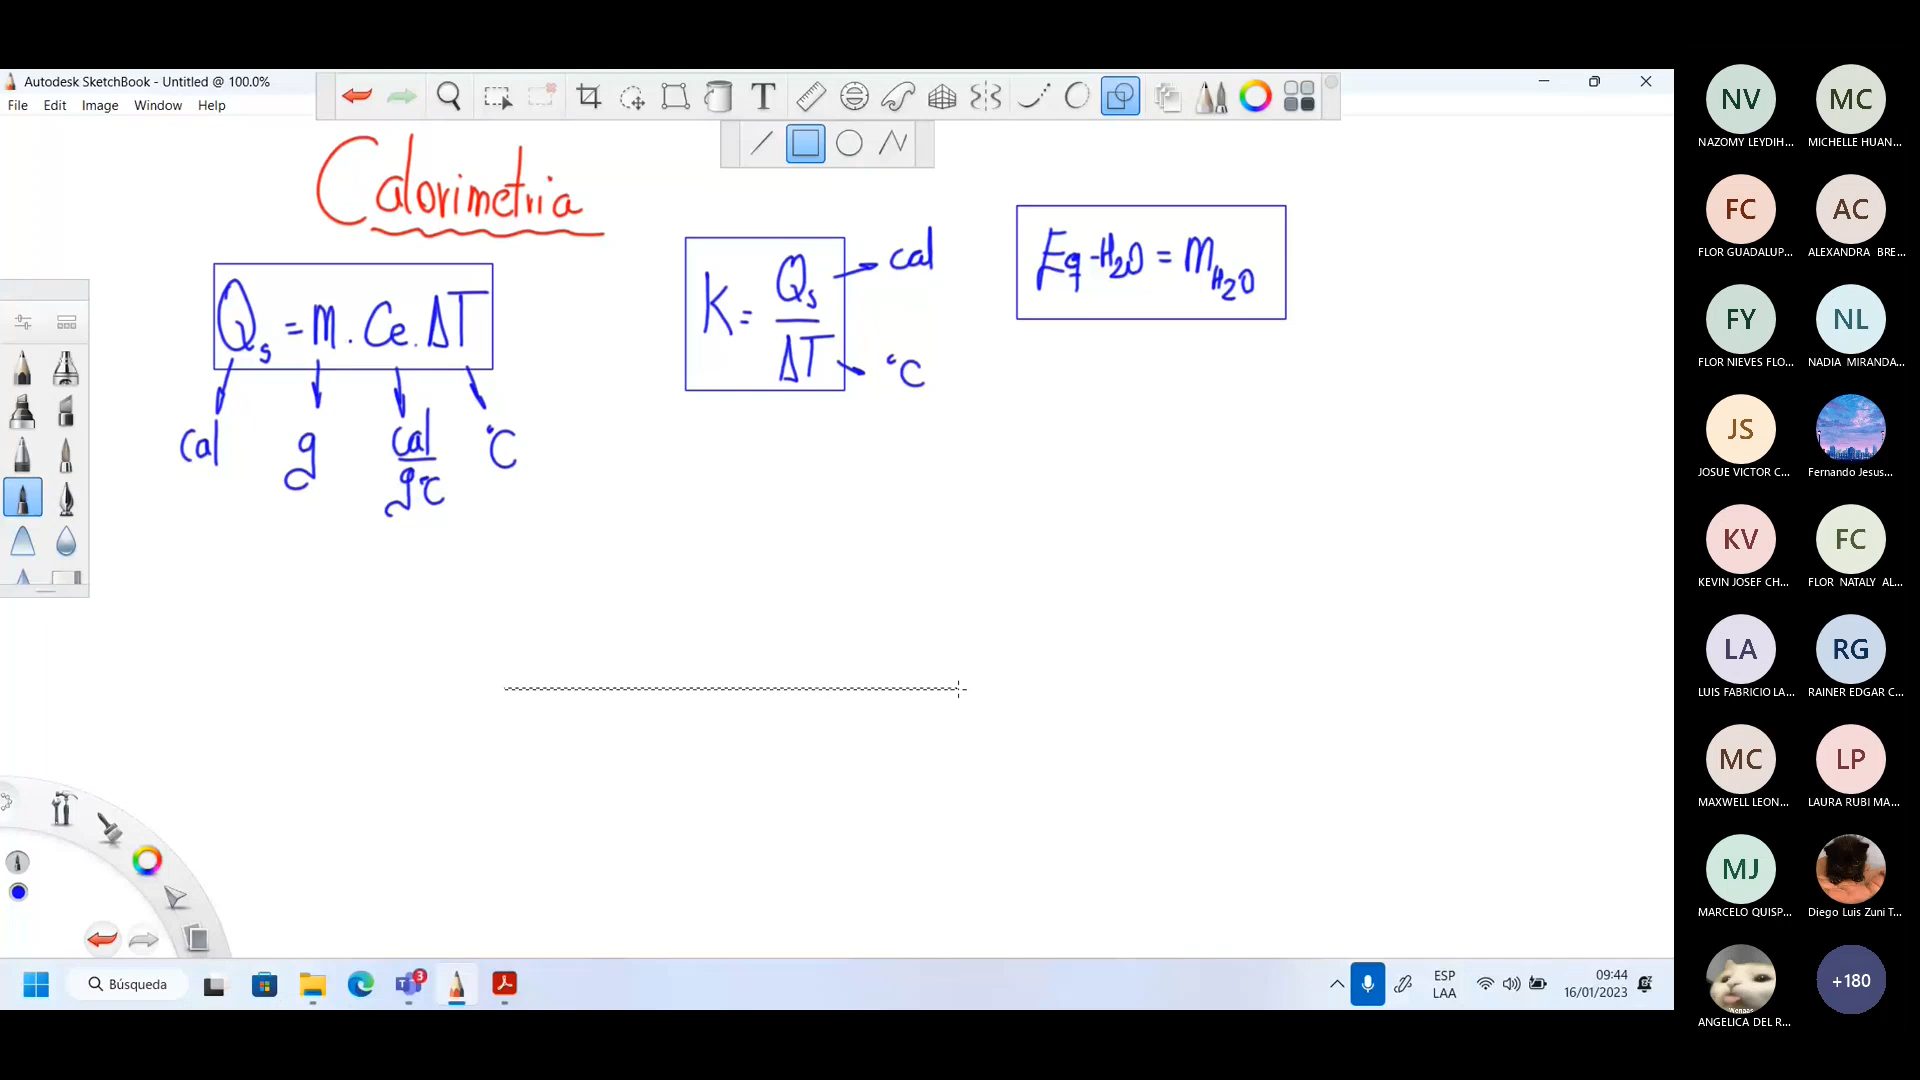 Autodesk SketchBook - Untitled @ 100.0%
File Edit Image Window Help
T
Calorimetria
Qs = m . Ce . ΔT
cal g cal/g°C °C
K = Qs/ΔT
cal
°C
Eq-H2O = mH2O
Búsqueda
3
ESP
LAA
09:44
16/01/2023
NV MC
NAZOMY LEYDIH... MICHELLE HUAN...
FC AC
FLOR GUADALUP... ALEXANDRA BRE...
FY NL
FLOR NIEVES FLO... NADIA MIRANDA...
JS
JOSUE VICTOR C... Fernando Jesus...
KV FC
KEVIN JOSEF CH... FLOR NATALY AL...
LA RG
LUIS FABRICIO LA... RAINER EDGAR C...
MC LP
MAXWELL LEON... LAURA RUBI MA...
MJ
MARCELO QUISP... Diego Luis Zuni T...
+180
ANGELICA DEL R...